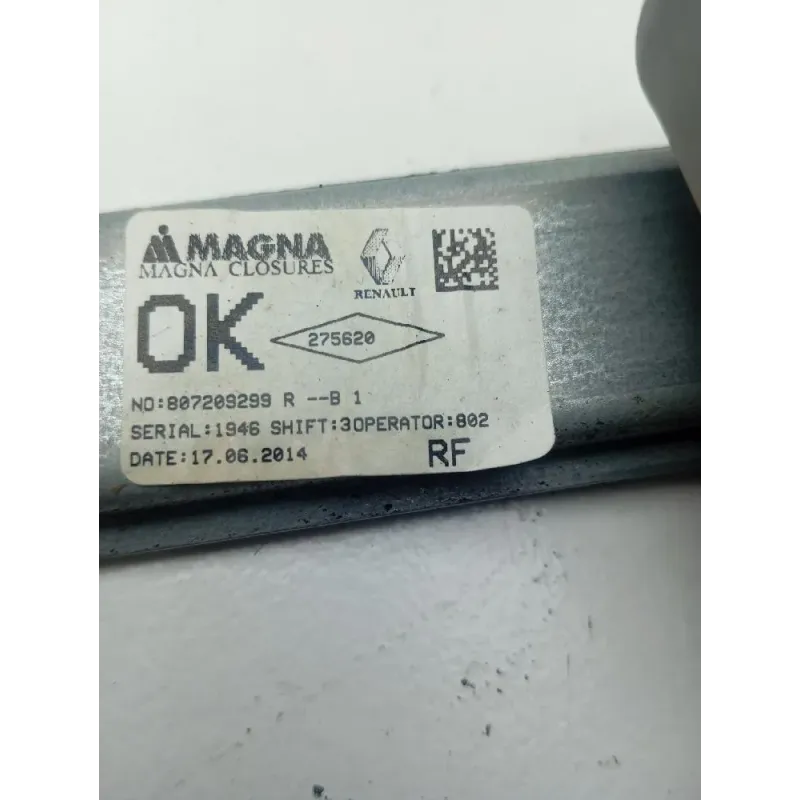 MAGNA
MAGNA CLOSURES
RENAULT
OK
275620
NO:807209299 R --B 1
SERIAL:1946 SHIFT:3OPERATOR:802
DATE:17.06.2014
RF